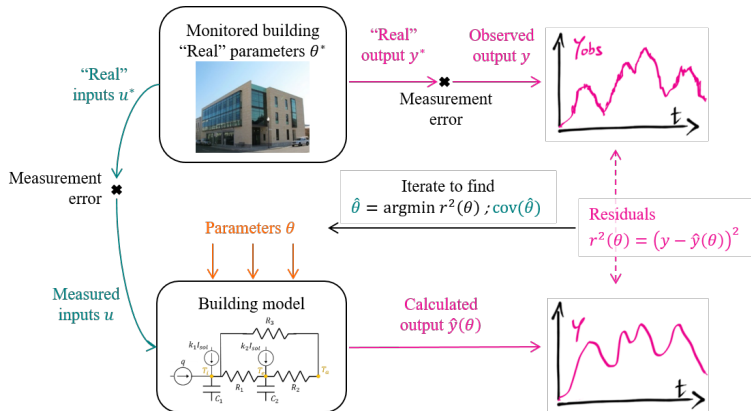 Monitored building
“Real” parameters θ*
“Real”
output y*
Observed
output y
Measurement
error
Yobs
t
“Real”
inputs u*
Measurement
error
Measured
inputs u
Iterate to find
θ̂ = argmin r²(θ) ; cov(θ̂)
Residuals
r²(θ) = (y − ŷ(θ))²
Parameters θ
Building model
R₃
k₁Iₛₒₗ
k₂Iₛₒₗ
q
Tᵢ
Tₐ
R₁
R₂
C₁
C₂
Calculated
output ŷ(θ)
Y
t